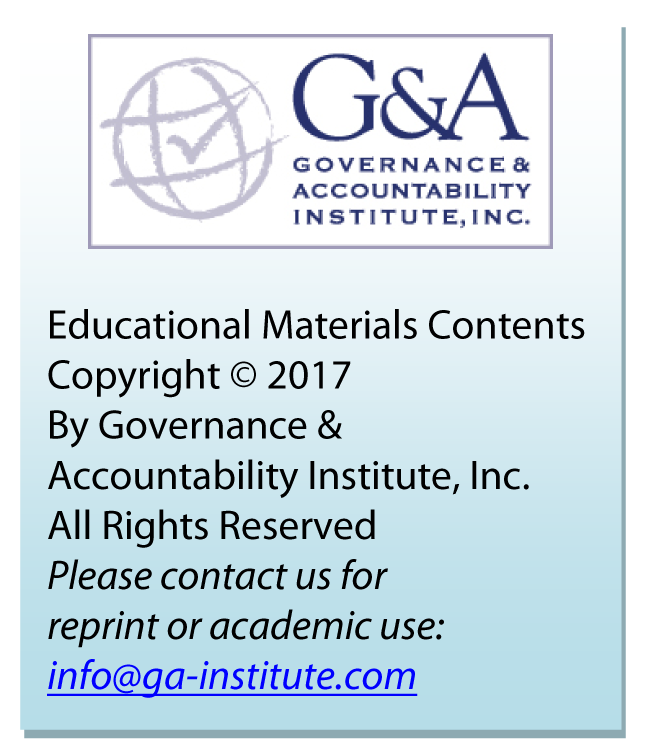 G&A
GOVERNANCE &
ACCOUNTABILITY
INSTITUTE, INC.
Educational Materials Contents
Copyright © 2017
By Governance &
Accountability Institute, Inc.
All Rights Reserved
Please contact us for
reprint or academic use:
info@ga-institute.com